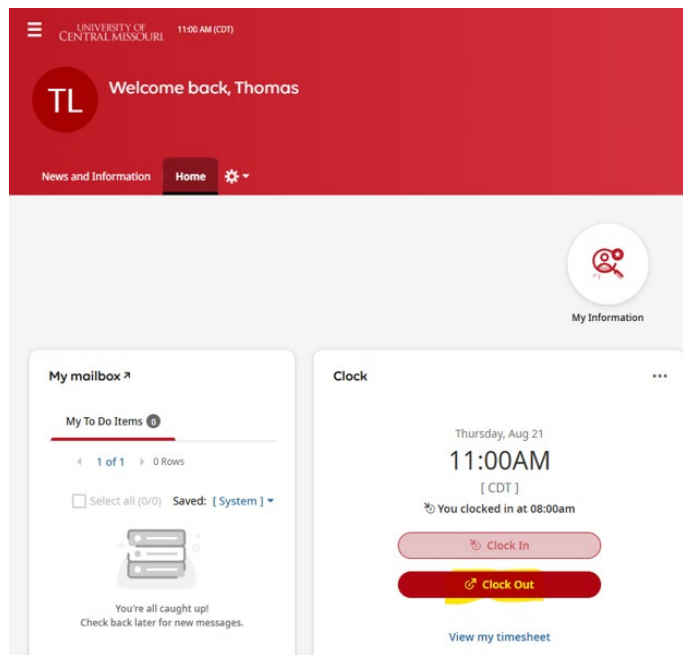 UNIVERSITY OF
CENTRAL MISSOURI.
11:00 AM (CDT)
TL
Welcome back, Thomas
News and Information
Home
My Information
My mailbox
My To Do Items 0
1 of 1 0 Rows
Select all (0/0) Saved: [ System ]
You're all caught up!
Check back later for new messages.
Clock
Thursday, Aug 21
11:00AM
[ CDT ]
You clocked in at 08:00am
Clock In
Clock Out
View my timesheet